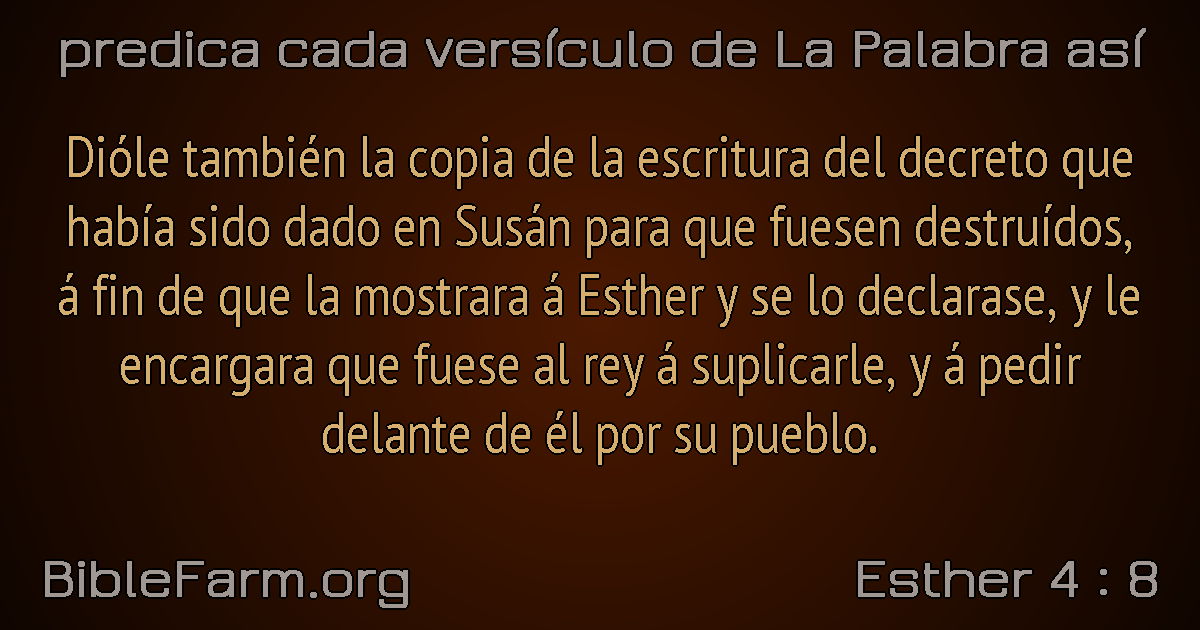 predica cada versículo de La Palabra así
Dióle también la copia de la escritura del decreto que
había sido dado en Susán para que fuesen destruídos,
á fin de que la mostrara á Esther y se lo declarase, y le
encargara que fuese al rey á suplicarle, y á pedir
delante de él por su pueblo.
BibleFarm.org
Esther 4 : 8